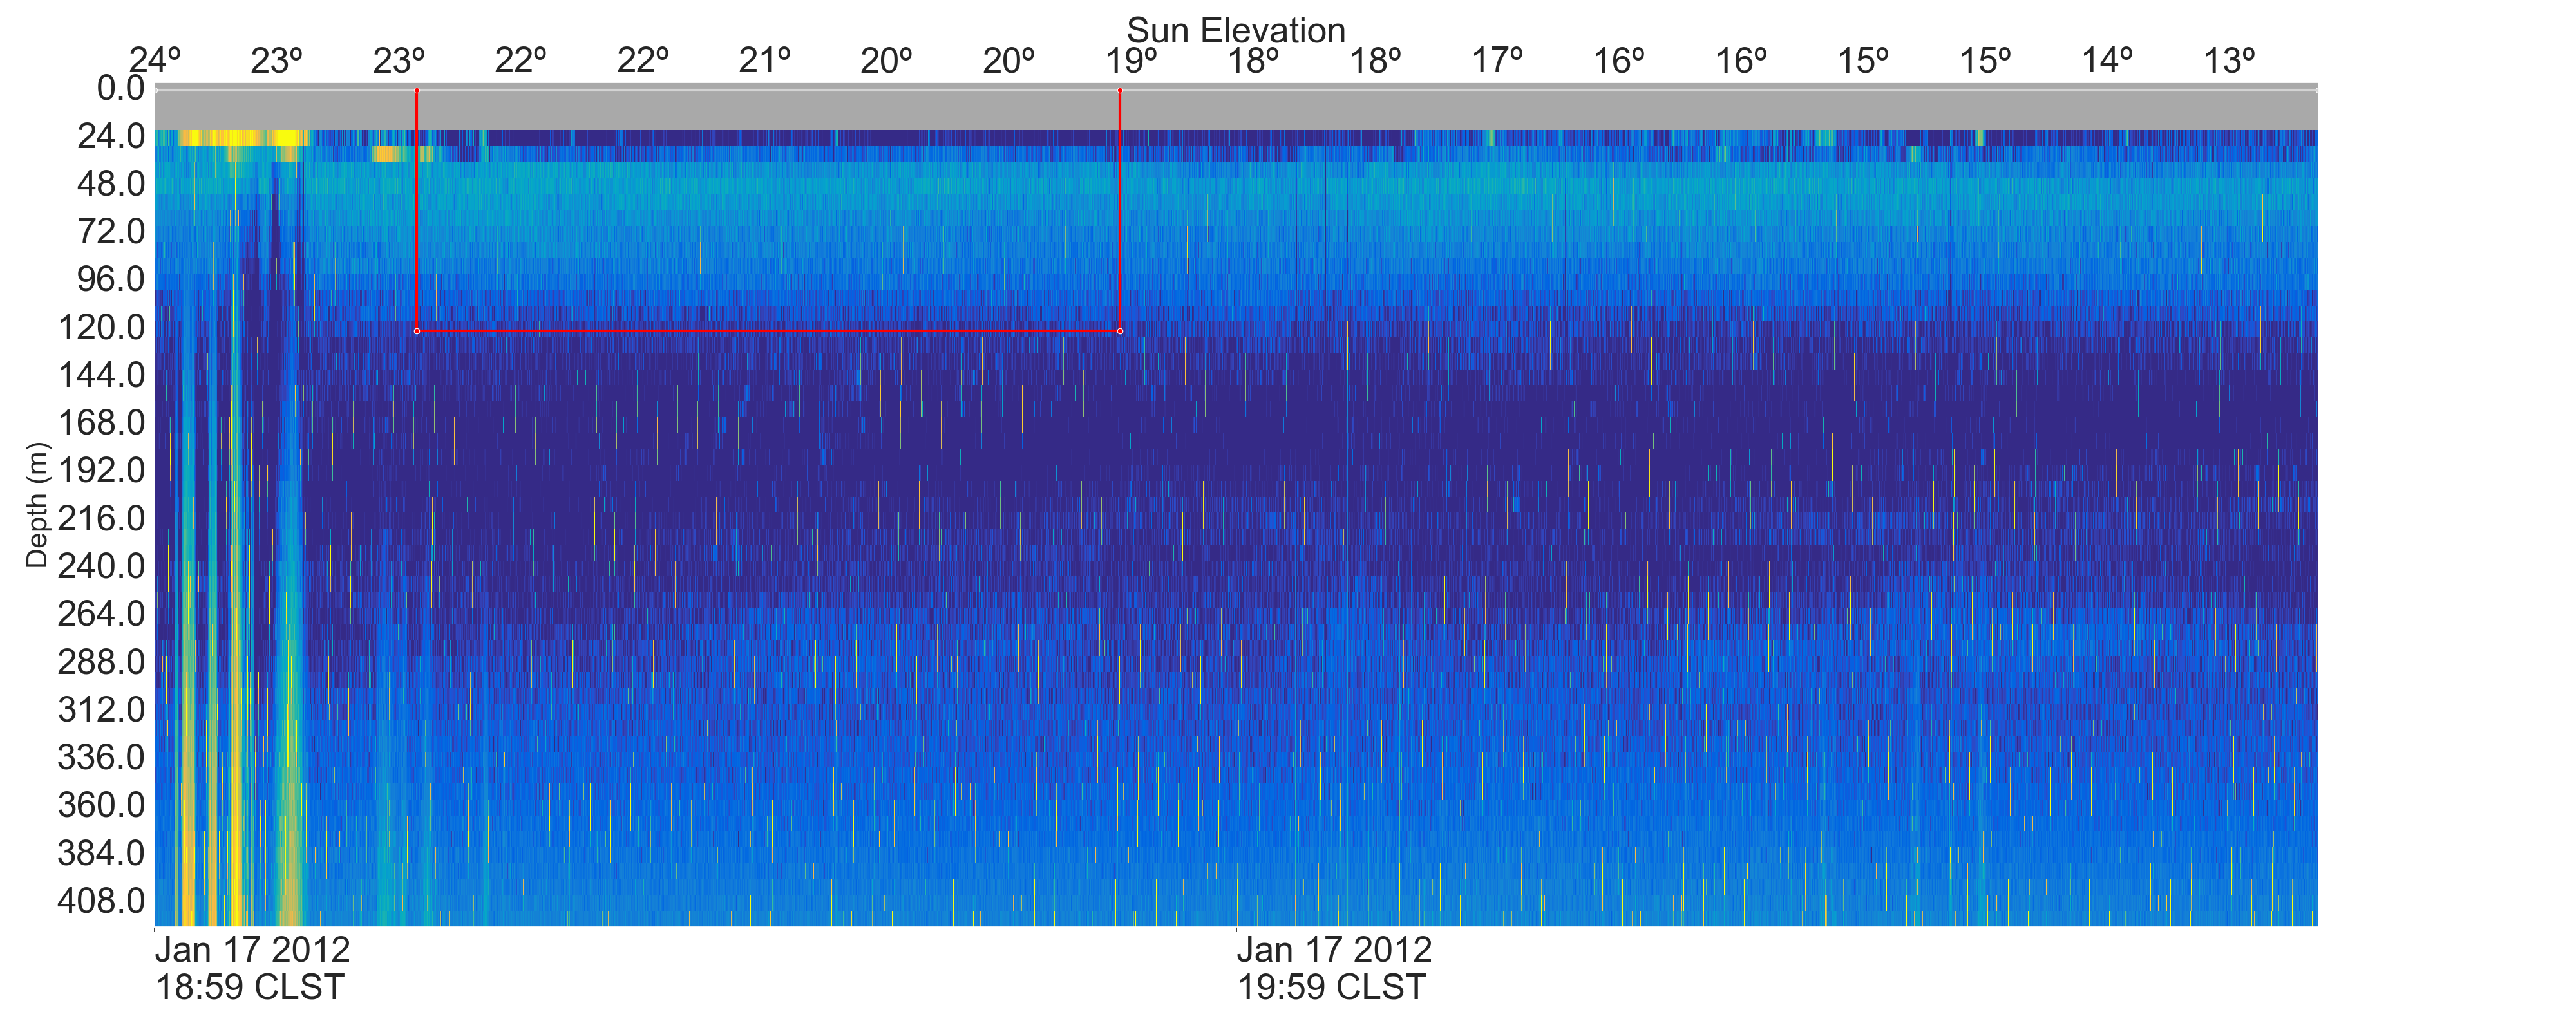 Sun Elevation
24º 23º 23º 22º 22º 21º 20º 20º 19º 18º 18º 17º 16º 16º 15º 15º 14º 13º
0.0
24.0
48.0
72.0
96.0
120.0
144.0
168.0
192.0
216.0
240.0
264.0
288.0
312.0
336.0
360.0
384.0
408.0
Depth (m)
Jan 17 2012
18:59 CLST
Jan 17 2012
19:59 CLST